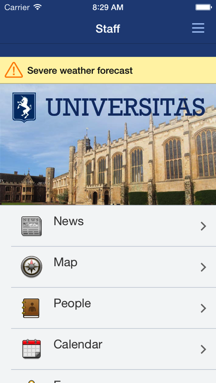 Carrier 8:29 AM
Staff
Severe weather forecast
UNIVERSITAS
News
Map
People
Calendar